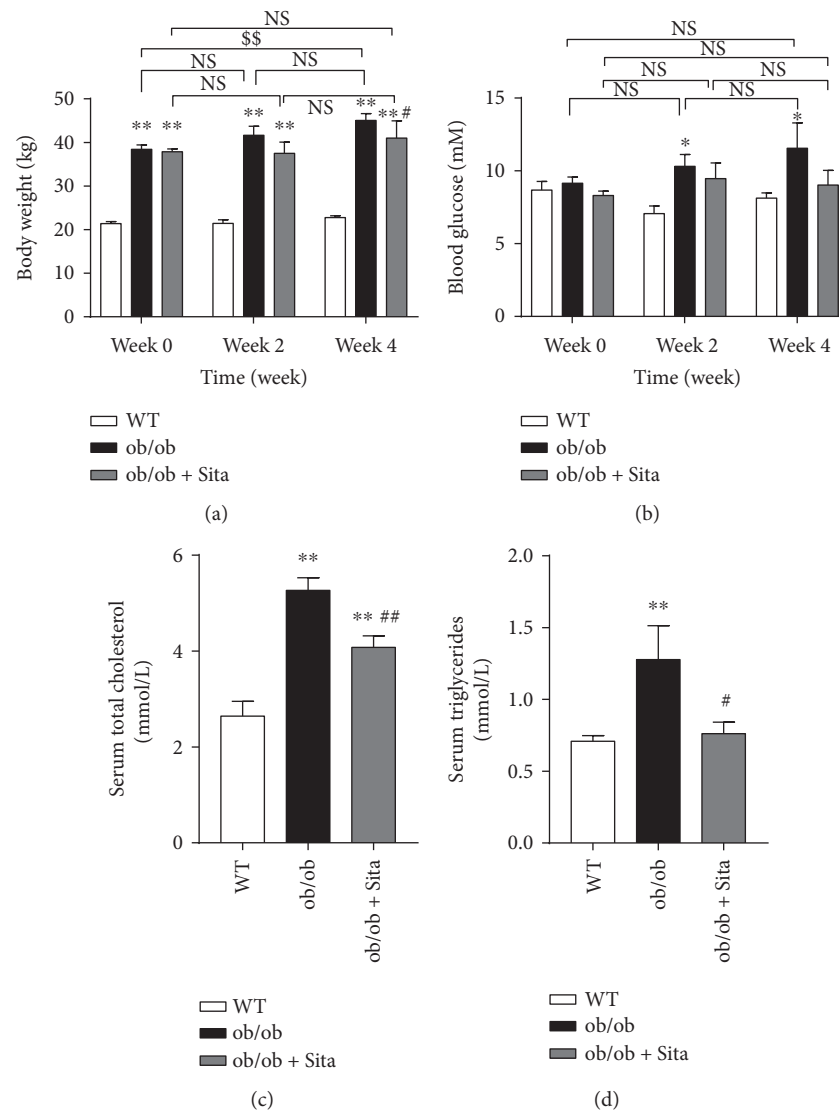 NS
$$
NS
NS
NS
NS
** ** ** ** ** ** #
50
40
30
20
10
0
Body weight (kg)
Week 0 Week 2 Week 4
Time (week)
WT
ob/ob
ob/ob + Sita
(a)
NS
NS
NS
NS
NS
NS
* *
15
10
5
0
Blood glucose (mM)
Week 0 Week 2 Week 4
Time (week)
WT
ob/ob
ob/ob + Sita
(b)
6
4
2
0
Serum total cholesterol
(mmol/L)
**
** ##
WT
ob/ob
ob/ob + Sita
WT
ob/ob
ob/ob + Sita
(c)
2.0
1.5
1.0
0.5
0.0
Serum triglycerides
(mmol/L)
**
#
WT
ob/ob
ob/ob + Sita
WT
ob/ob
ob/ob + Sita
(d)